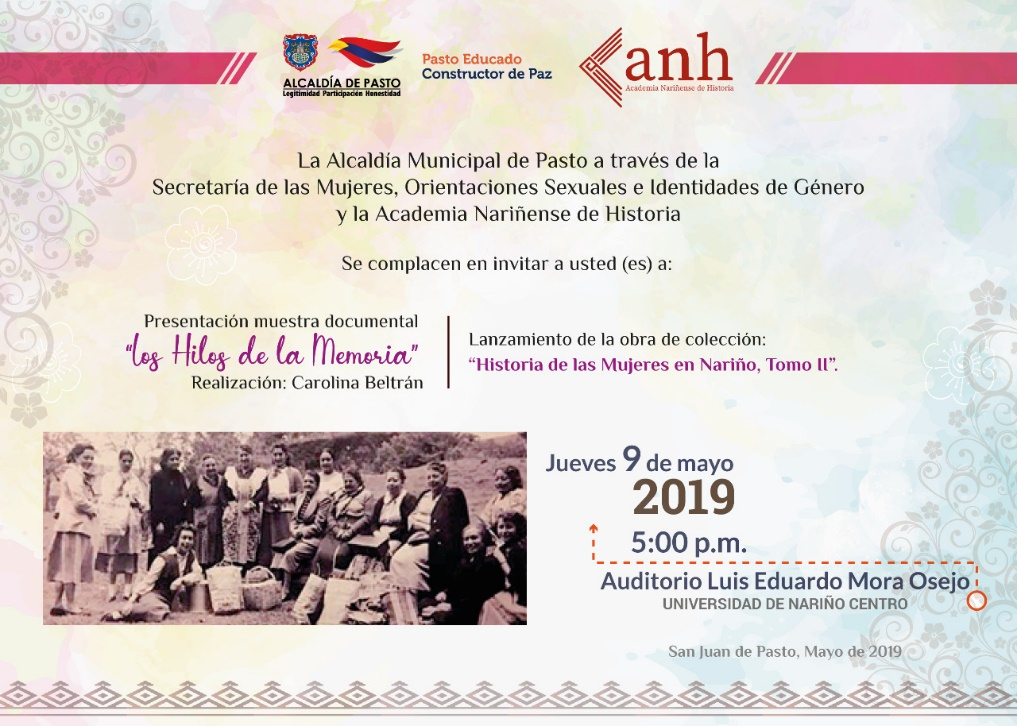 ALCALDÍA DE PASTO
Legitimidad Participación Honestidad
Pasto Educado
Constructor de Paz
anh
Academia Nariñense de Historia
La Alcaldía Municipal de Pasto a través de la
Secretaría de las Mujeres, Orientaciones Sexuales e Identidades de Género
y la Academia Nariñense de Historia
Se complacen en invitar a usted (es) a:
Presentación muestra documental
“Los Hilos de la Memoria”
Realización: Carolina Beltrán
Lanzamiento de la obra de colección:
“Historia de las Mujeres en Nariño, Tomo II”.
Jueves 9 de mayo
2019
5:00 p.m.
Auditorio Luis Eduardo Mora Osejo
UNIVERSIDAD DE NARIÑO CENTRO
San Juan de Pasto, Mayo de 2019